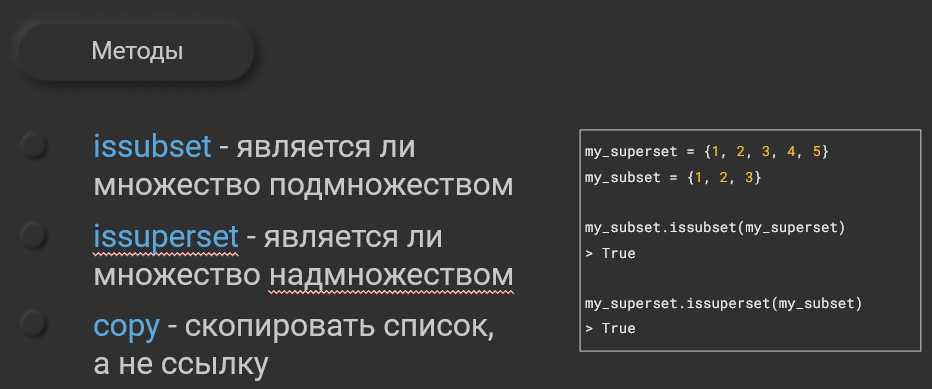 Методы
issubset - является ли
множество подмножеством
issuperset - является ли
множество надмножеством
copy - скопировать список,
а не ссылку
my_superset = {1, 2, 3, 4, 5}
my_subset = {1, 2, 3}
my_subset.issubset(my_superset)
> True
my_superset.issuperset(my_subset)
> True